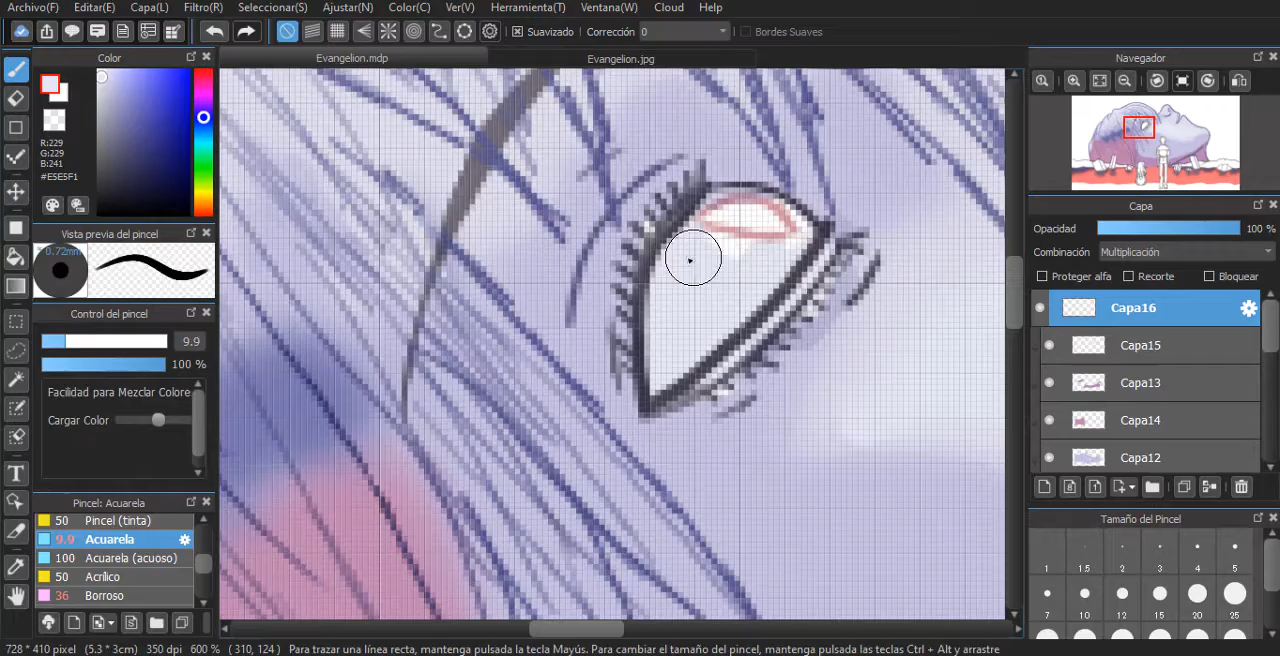 Archivo(F) Editar(E) Capa(L) Filtro(R) Seleccionar(S) Ajustar(N) Color(C) Ver(V) Herramienta(T) Ventana(W) Cloud Help
Suavizado Corrección 0 Bordes Suaves
Color
R:229
G:229
B:241
#E5E5F1
Vista previa del pincel
0.72mm
Control del pincel
9.9
100 %
Facilidad para Mezclar Colore
Cargar Color
Pincel: Acuarela
50 Pincel (tinta)
9.9 Acuarela
100 Acuarela (acuoso)
50 Acrílico
36 Borroso
Evangelion.mdp Evangelion.jpg
Navegador
Capa
Opacidad 100 %
Combinación Multiplicación
Proteger alfa Recorte Bloquear
Capa16
Capa15
Capa13
Capa14
Capa12
Tamaño del Pincel
1 1.5 2 3 4 5
7 10 12 15 20 25
728 * 410 pixel (5.3 * 3cm) 350 dpi 600 % ( 310, 124 ) Para trazar una línea recta, mantenga pulsada la tecla Mayús. Para cambiar el tamaño del pincel, mantenga pulsadas las teclas Ctrl + Alt y arrastre